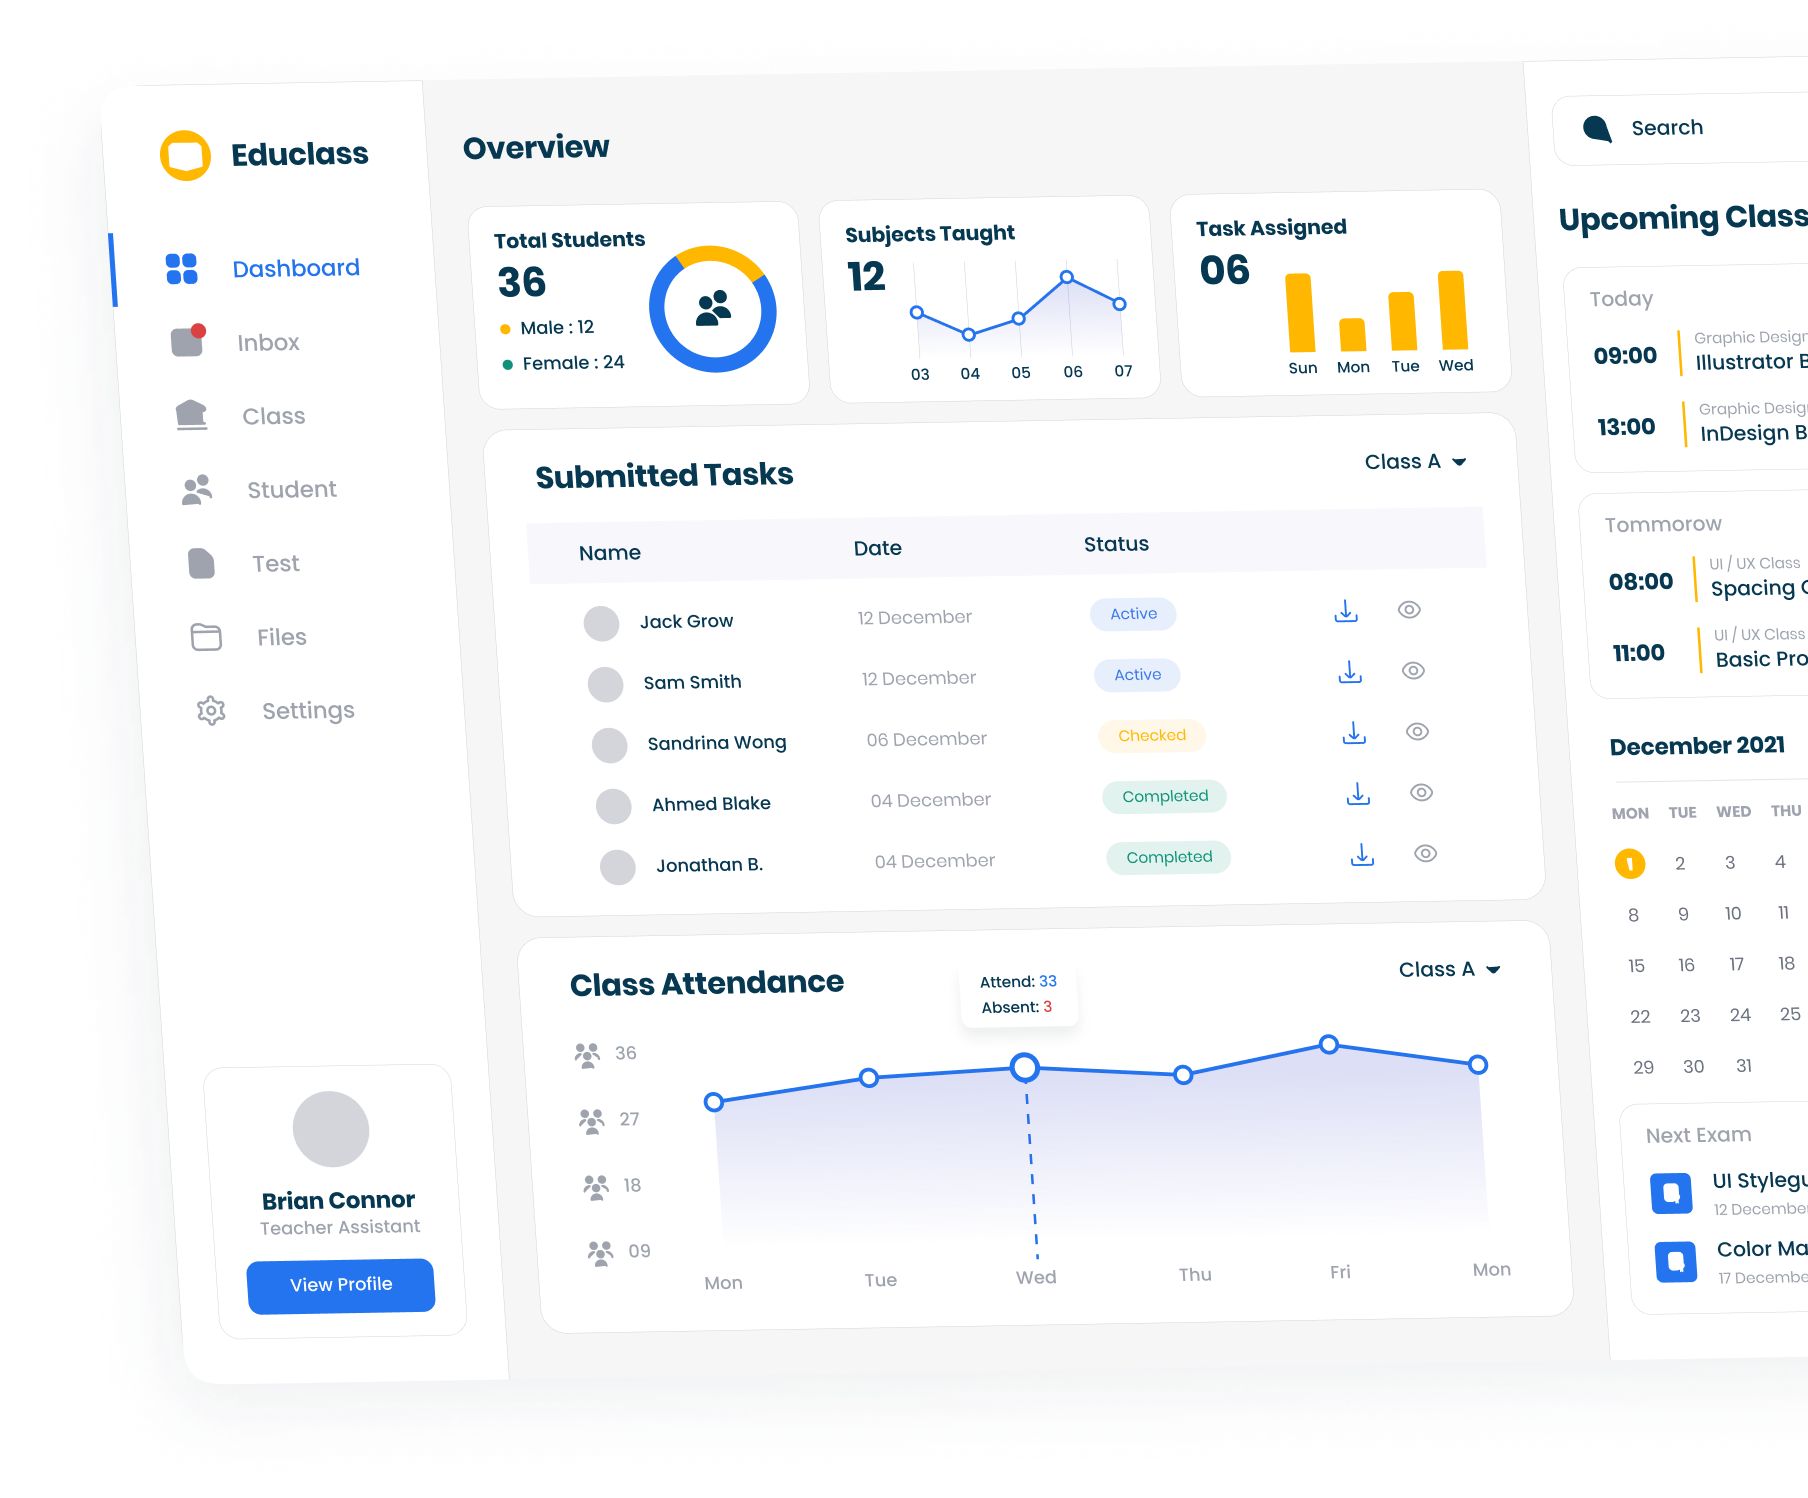 Educlass
Dashboard
Inbox
Class
Student
Test
Files
Settings
Brian Connor
Teacher Assistant
View Profile
Overview
Total Students
36
Male : 12
Female : 24
Subjects Taught
12
03 04 05 06 07
Task Assigned
06
Sun Mon Tue Wed
Submitted Tasks
Class A
Name Date Status
Jack Grow 12 December Active
Sam Smith 12 December Active
Sandrina Wong 06 December Checked
Ahmed Blake 04 December Completed
Jonathan B. 04 December Completed
Class Attendance
Class A
Attend: 33
Absent: 3
36
27
18
09
Mon Tue Wed Thu Fri Mon
Search
Upcoming Class
Today
09:00
Graphic Design
Illustrator B
13:00
Graphic Desig
InDesign B
Tommorow
08:00
UI / UX Class
Spacing
11:00
UI / UX Class
Basic Pro
December 2021
MON TUE WED THU
1 2 3 4
8 9 10 11
15 16 17 18
22 23 24 25
29 30 31
Next Exam
UI Stylegu
12 December
Color Ma
17 Decembe